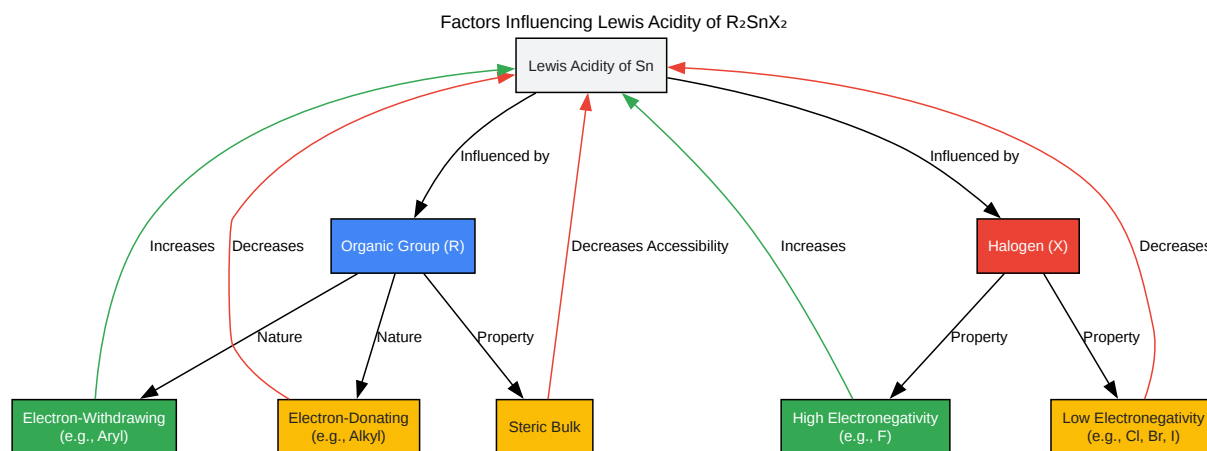 Factors Influencing Lewis Acidity of R₂SnX₂
Lewis Acidity of Sn
Influenced by
Influenced by
Increases
Decreases
Organic Group (R)
Decreases Accessibility
Increases
Halogen (X)
Decreases
Nature
Nature
Property
Property
Property
Electron-Withdrawing
(e.g., Aryl)
Electron-Donating
(e.g., Alkyl)
Steric Bulk
High Electronegativity
(e.g., F)
Low Electronegativity
(e.g., Cl, Br, I)